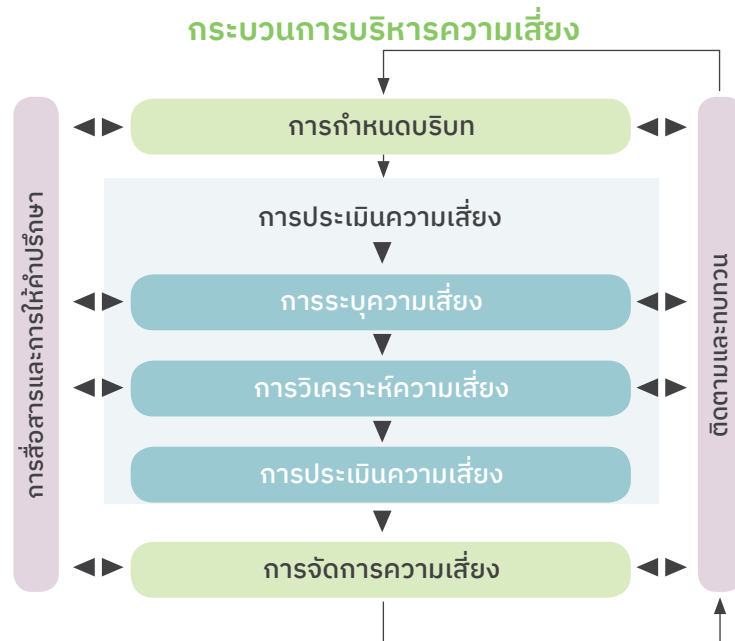 กระบวนการบริหารความเสี่ยง
การกำหนดบริบท
การประเมินความเสี่ยง
การระบุความเสี่ยง
การวิเคราะห์ความเสี่ยง
การประเมินความเสี่ยง
การจัดการความเสี่ยง
การสื่อสารและการให้คำปรึกษา
ติดตามและทบทวน